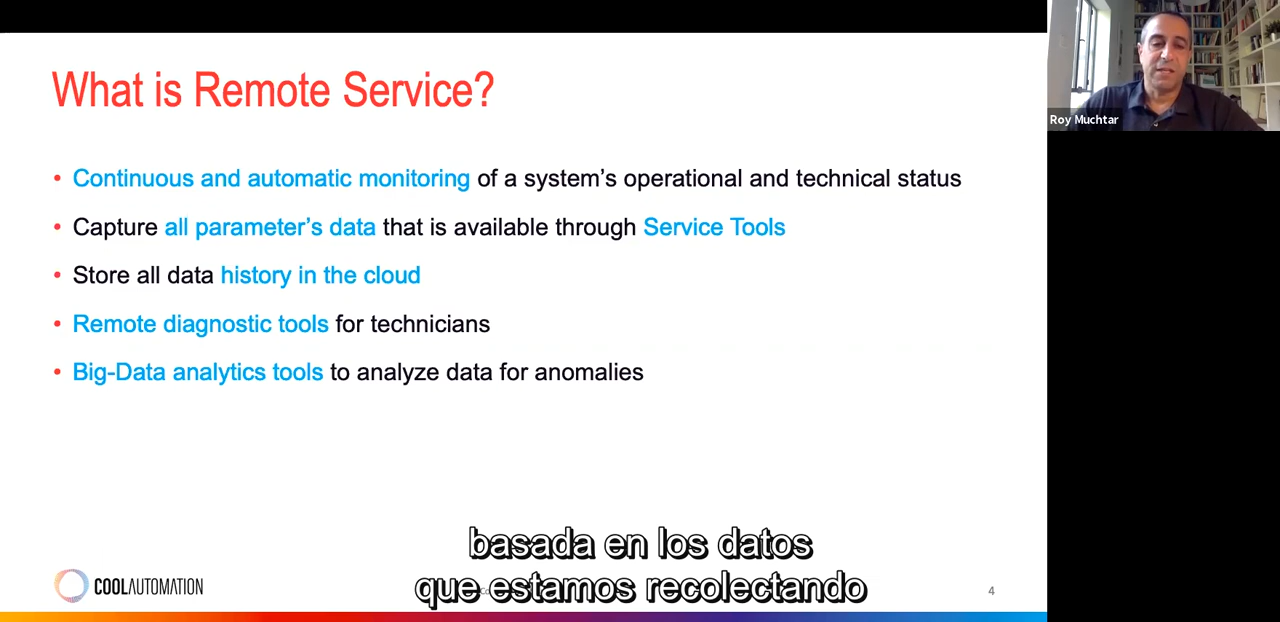 What is Remote Service?
Roy Muchtar
• Continuous and automatic monitoring of a system's operational and technical status
• Capture all parameter's data that is available through Service Tools
• Store all data history in the cloud
• Remote diagnostic tools for technicians
• Big-Data analytics tools to analyze data for anomalies
basada en los datos
que estamos recolectando
COOLAUTOMATION
4